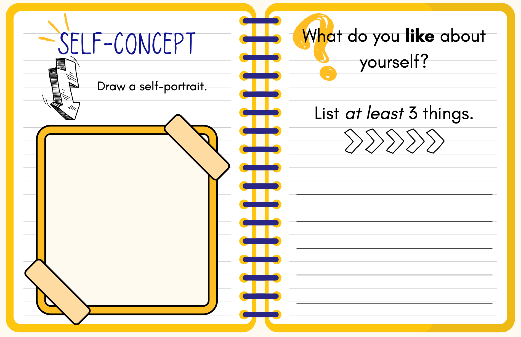 SELF-CONCEPT
Draw a self-portrait.
What do you like about
yourself?
List at least 3 things.